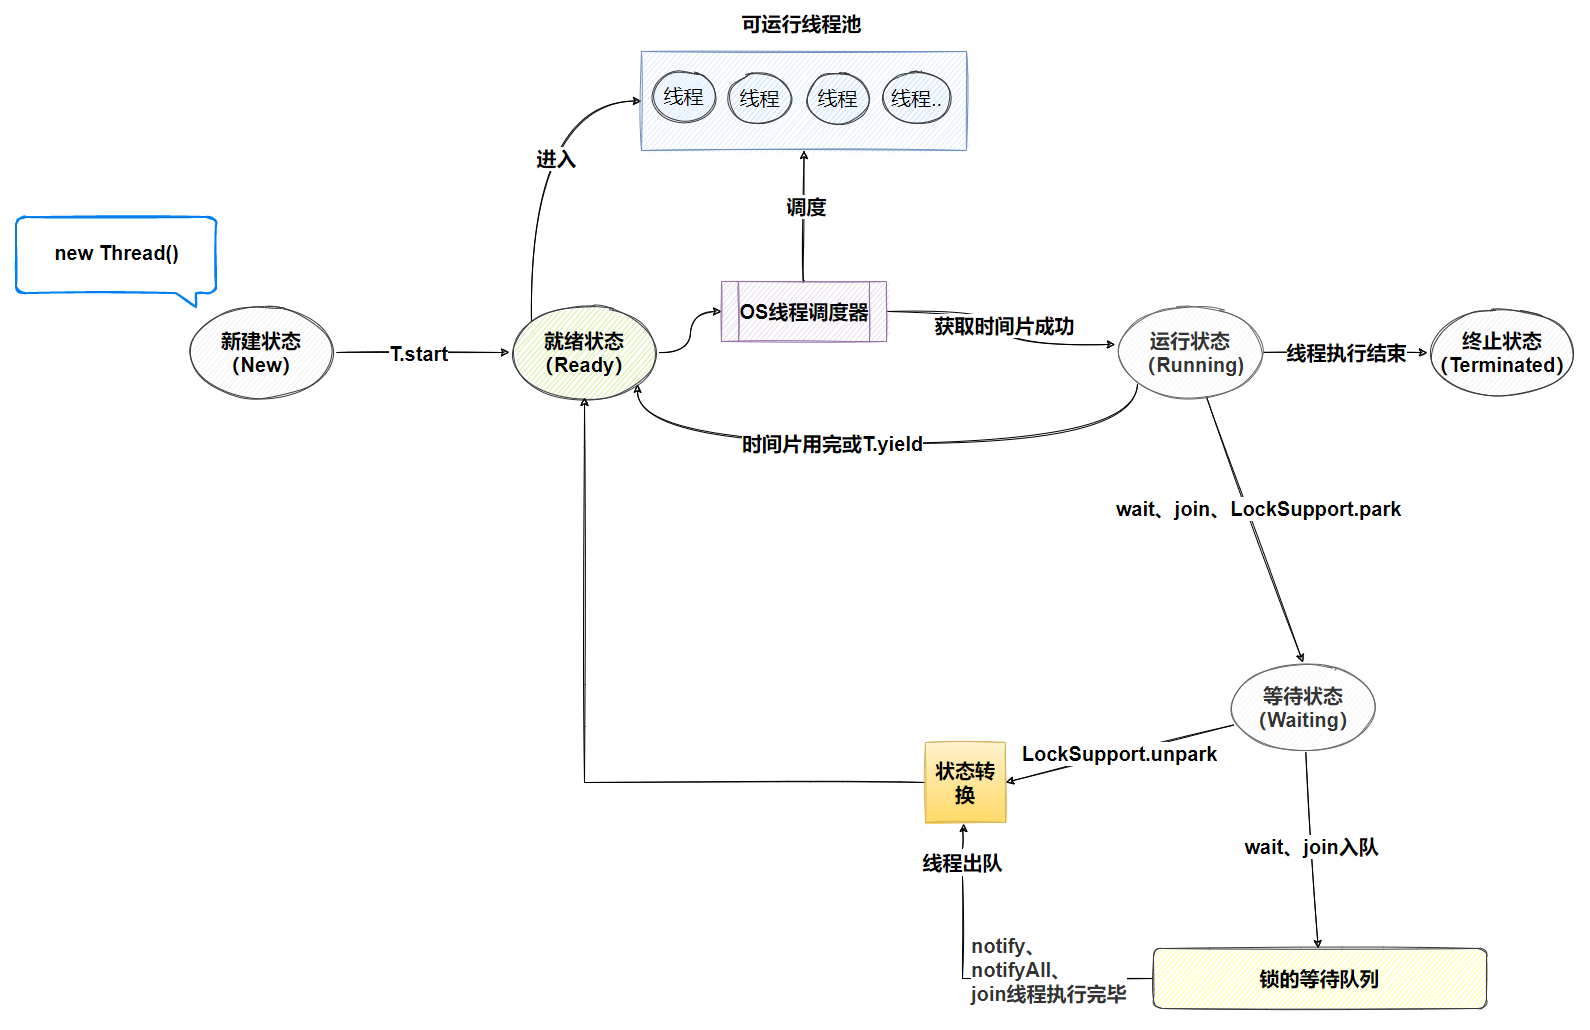 可运行线程池
线程
线程
线程
线程..
进入
调度
new Thread()
新建状态
（New）
T.start
就绪状态
（Ready）
OS线程调度器
获取时间片成功
运行状态
（Running)
线程执行结束
终止状态
（Terminated）
时间片用完或T.yield
wait、join、LockSupport.park
等待状态
（Waiting）
LockSupport.unpark
状态转
换
wait、join入队
线程出队
notify、
notifyAll、
join线程执行完毕
锁的等待队列